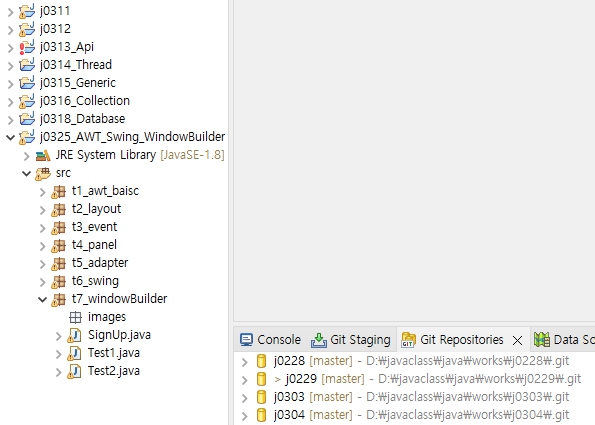 j0311
j0312
j0313_Api
j0314_Thread
j0315_Generic
j0316_Collection
j0318_Database
j0325_AWT_Swing_WindowBuilder
JRE System Library [JavaSE-1.8]
src
t1_awt_baisc
t2_layout
t3_event
t4_panel
t5_adapter
t6_swing
t7_windowBuilder
images
SignUp.java
Test1.java
Test2.java
Console Git Staging Git Repositories Data So
j0228 [master] - D:₩javaclass₩java₩works₩j0228₩.git
> j0229 [master] - D:₩javaclass₩java₩works₩j0229₩.git
j0303 [master] - D:₩javaclass₩java₩works₩j0303₩.git
j0304 [master] - D:₩javaclass₩java₩works₩j0304₩.git